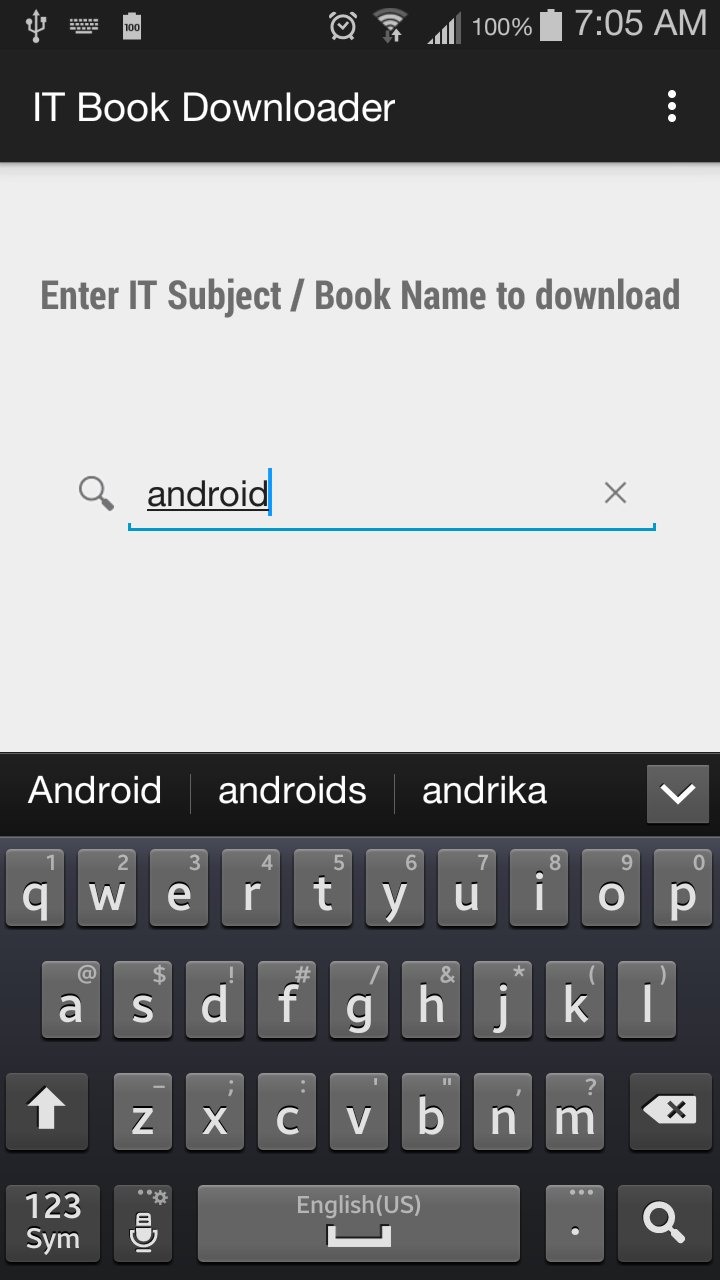 100 100% 7:05 AM
IT Book Downloader
Enter IT Subject / Book Name to download
android
Android androids andrika
1 2 3 4 5 6 7 8 9 0
q w e r t y u i o p
@ $ ! # / & * ( )
a s d f g h j k l
_ ; : ' " , ?
z x c v b n m
123 English(US) ...
Sym .